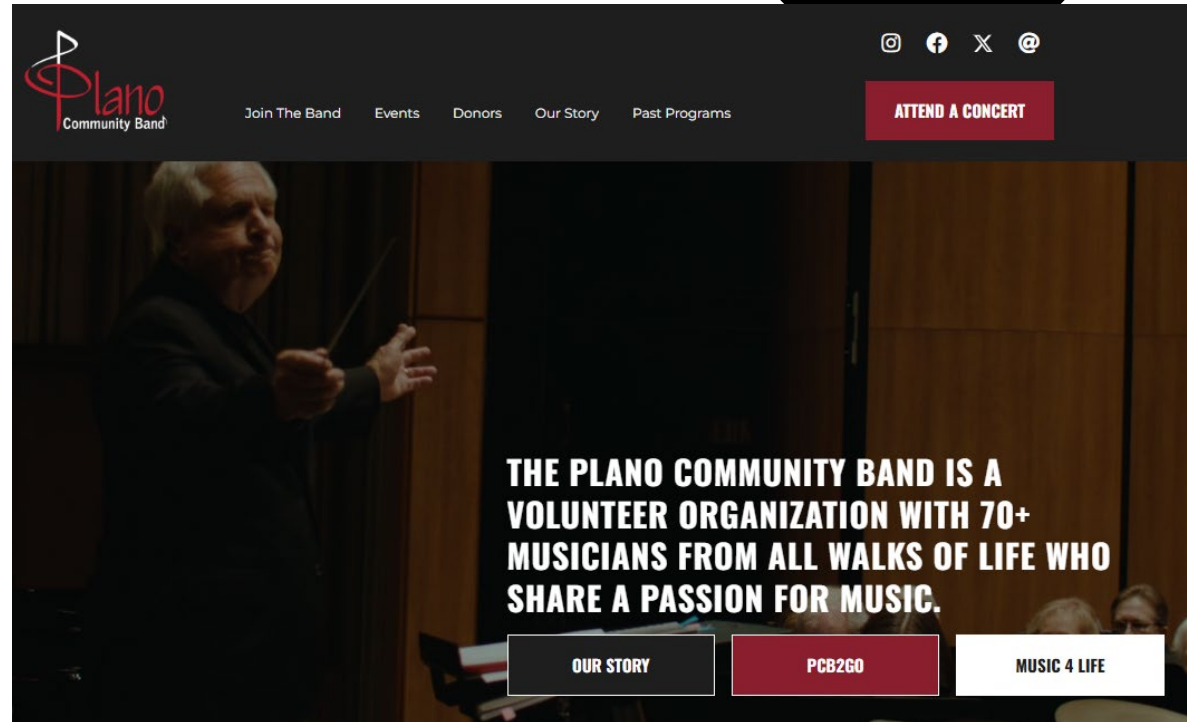 Plano
Community Band
Join The Band Events Donors Our Story Past Programs
ATTEND A CONCERT
THE PLANO COMMUNITY BAND IS A
VOLUNTEER ORGANIZATION WITH 70+
MUSICIANS FROM ALL WALKS OF LIFE WHO
SHARE A PASSION FOR MUSIC.
OUR STORY PCB2GO MUSIC 4 LIFE